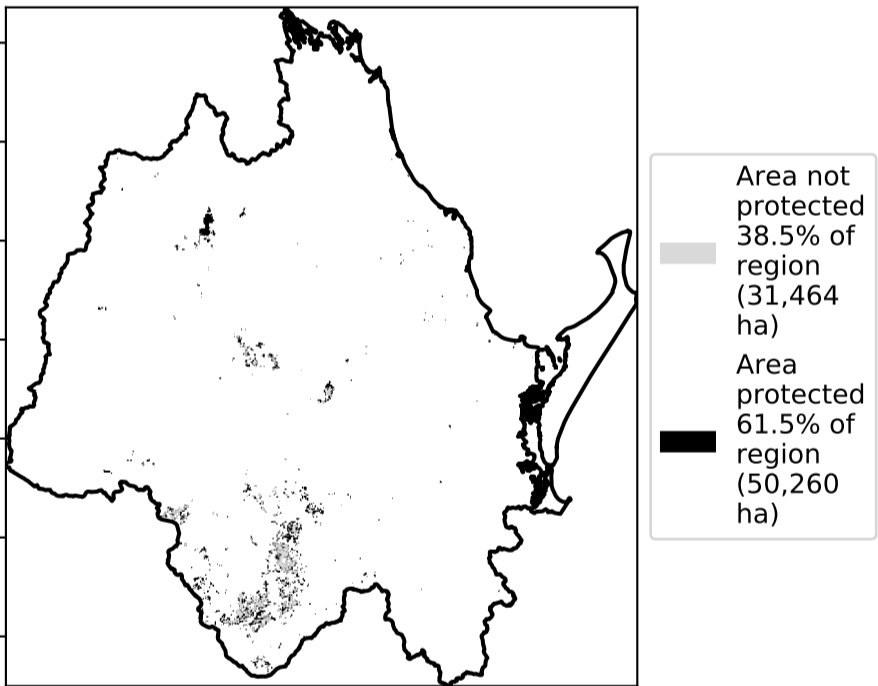 Area not
protected
38.5% of
region
(31,464
ha)
Area
protected
61.5% of
region
(50,260
ha)